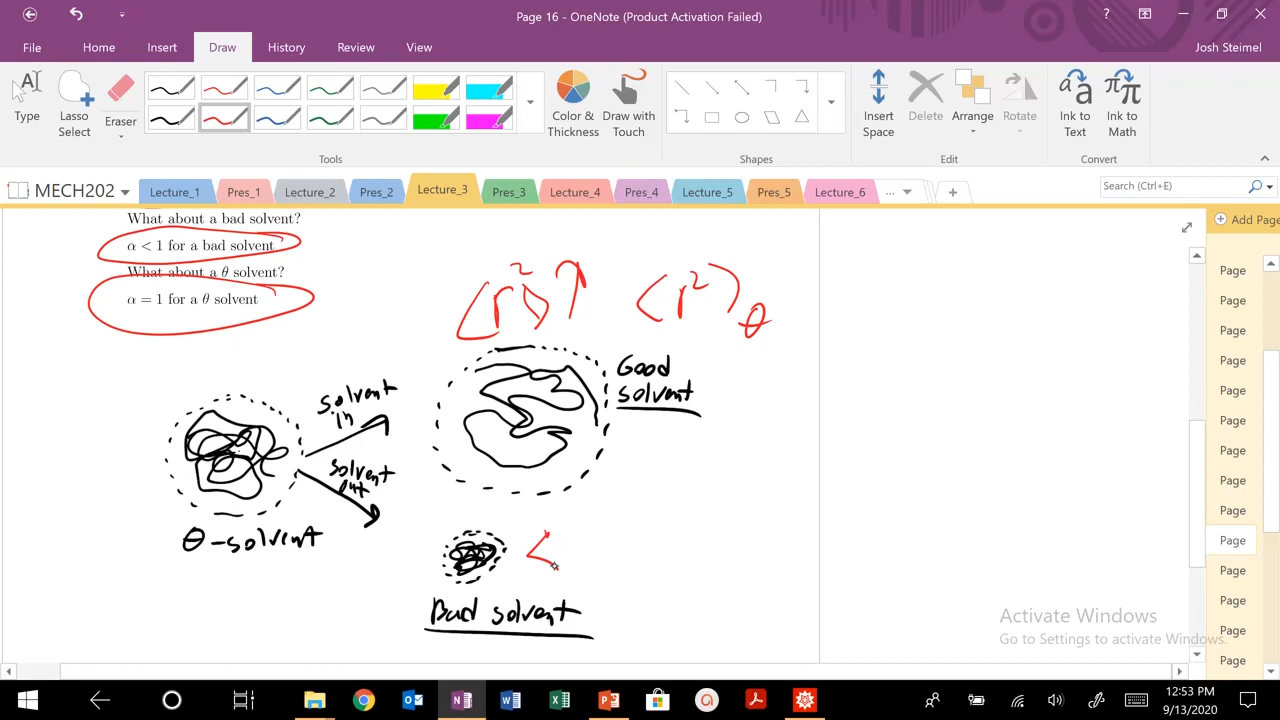 Page 16 - OneNote (Product Activation Failed)
?
File Home Insert Draw History Review View
Josh Steimel
Type
Lasso Select
Eraser
Color & Thickness
Draw with Touch
Insert Space
Delete
Arrange
Rotate
Ink to Text
Ink to Math
Tools
Shapes
Edit
Convert
MECH202
Lecture_1 Pres_1 Lecture_2 Pres_2 Lecture_3 Pres_3 Lecture_4 Pres_4 Lecture_5 Pres_5 Lecture_6 ...
Search (Ctrl+E)
Add Page
What about a bad solvent?
α < 1 for a bad solvent
What about a θ solvent?
α = 1 for a θ solvent
<r²>↑ <r²>θ
Good
solvent
solvent
in
solvent
out
θ-solvent
<
Bad solvent
Page
Page
Page
Page
Page
Page
Page
Page
Page
Page
Page
Page
Page
Page
Activate Windows
Go to Settings to activate Windows.
12:53 PM
9/13/2020